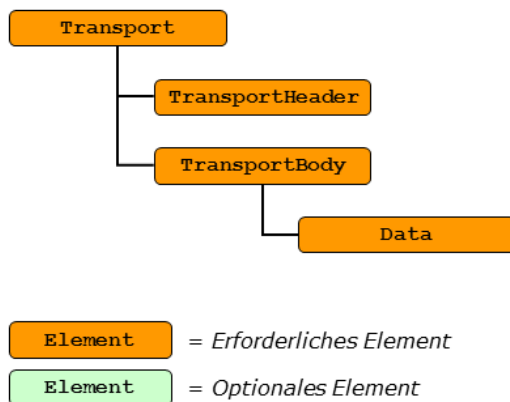 Transport
TransportHeader
TransportBody
Data
Element = Erforderliches Element
Element = Optionales Element